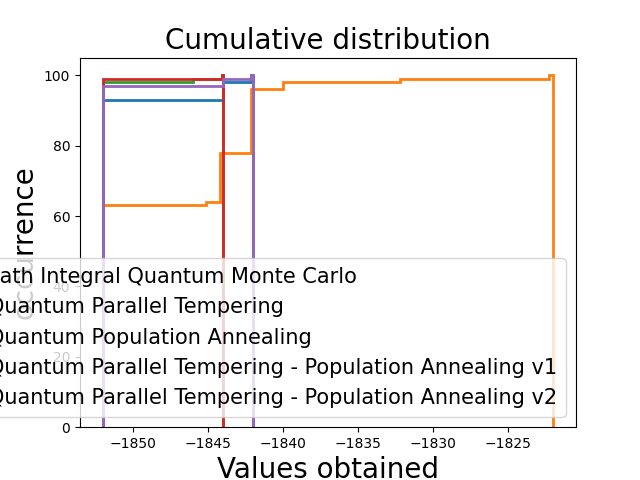 Cumulative distribution
100
80
60
40
20
0
occurrence
ath Integral Quantum Monte Carlo
Quantum Parallel Tempering
Quantum Population Annealing
Quantum Parallel Tempering - Population Annealing v1
Quantum Parallel Tempering - Population Annealing v2
−1850 −1845 −1840 −1835 −1830 −1825
Values obtained